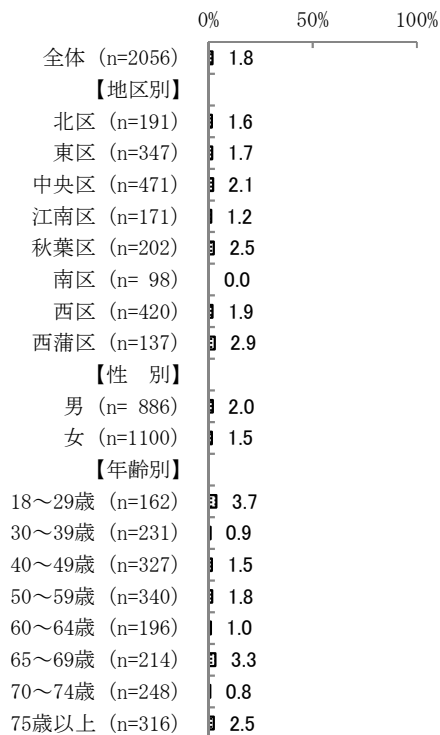 0% 50% 100%
全体 (n=2056) 1.8
【地区別】
北区 (n=191) 1.6
東区 (n=347) 1.7
中央区 (n=471) 2.1
江南区 (n=171) 1.2
秋葉区 (n=202) 2.5
南区 (n= 98) 0.0
西区 (n=420) 1.9
西蒲区 (n=137) 2.9
【性　別】
男 (n= 886) 2.0
女 (n=1100) 1.5
【年齢別】
18～29歳 (n=162) 3.7
30～39歳 (n=231) 0.9
40～49歳 (n=327) 1.5
50～59歳 (n=340) 1.8
60～64歳 (n=196) 1.0
65～69歳 (n=214) 3.3
70～74歳 (n=248) 0.8
75歳以上 (n=316) 2.5